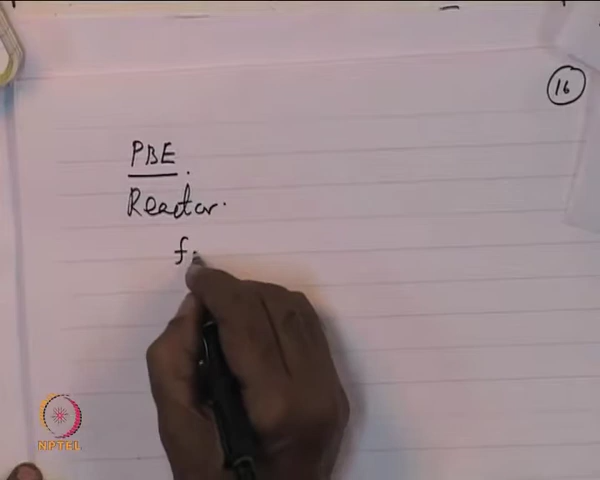 16
PBE.
Reactor.
f
NPTEL